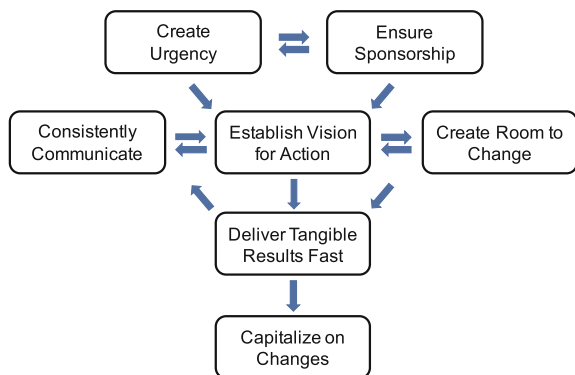 Create
Urgency
Ensure
Sponsorship
Consistently
Communicate
Establish Vision
for Action
Create Room to
Change
Deliver Tangible
Results Fast
Capitalize on
Changes